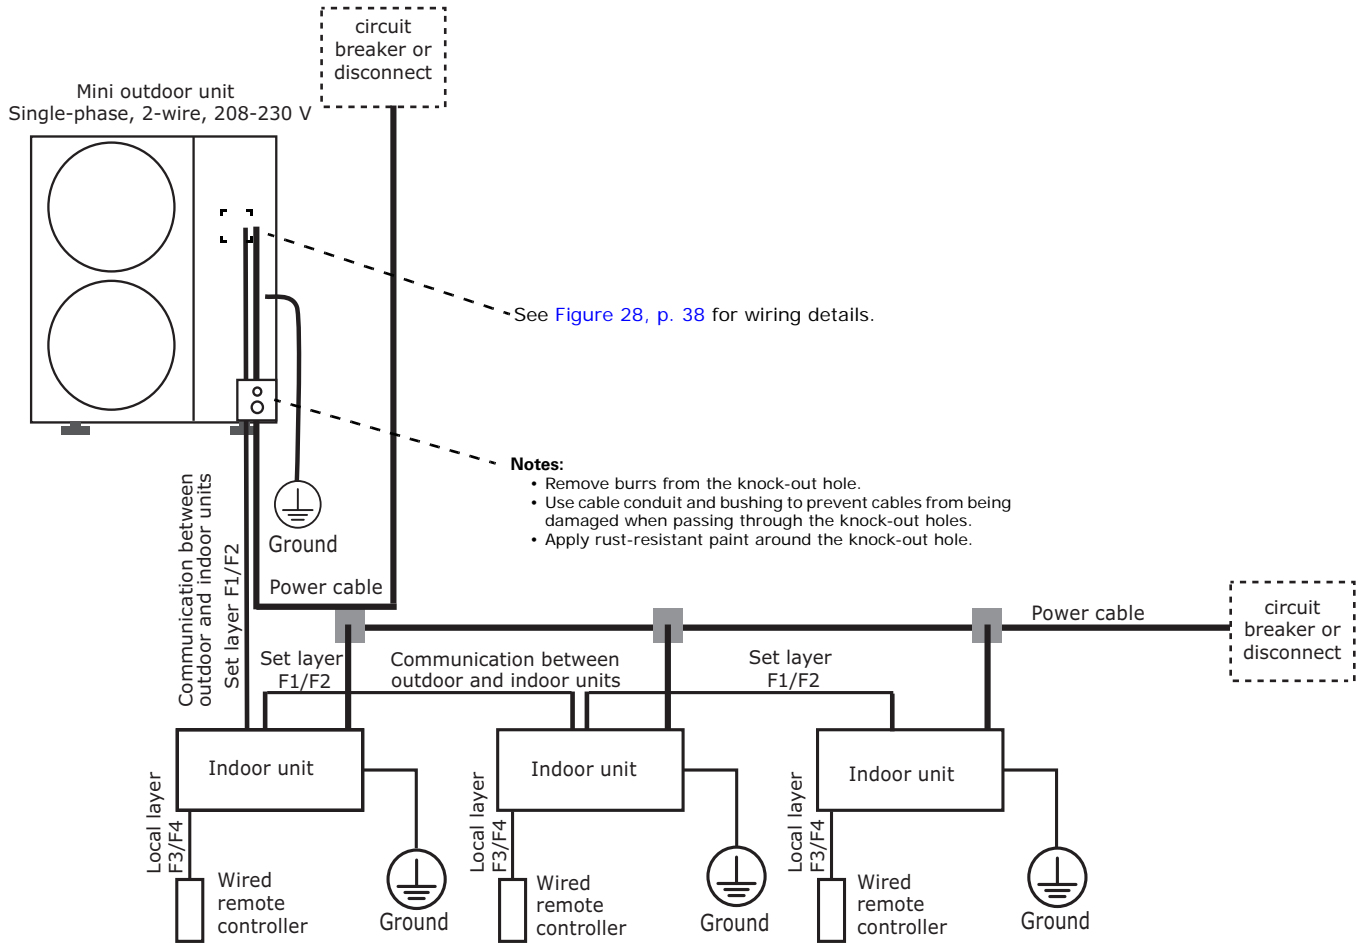 circuit
breaker or
disconnect
Mini outdoor unit
Single-phase, 2-wire, 208-230 V
See Figure 28, p. 38 for wiring details.
Notes:
• Remove burrs from the knock-out hole.
• Use cable conduit and bushing to prevent cables from being
damaged when passing through the knock-out holes.
• Apply rust-resistant paint around the knock-out hole.
Communication between
outdoor and indoor units
Set layer F1/F2
Ground
Power cable
Power cable
circuit
breaker or
disconnect
Set layer
F1/F2
Communication between
outdoor and indoor units
Set layer
F1/F2
Indoor unit
Indoor unit
Indoor unit
Local layer
F3/F4
Wired
remote
controller
Ground
Local layer
F3/F4
Wired
remote
controller
Ground
Local layer
F3/F4
Wired
remote
controller
Ground